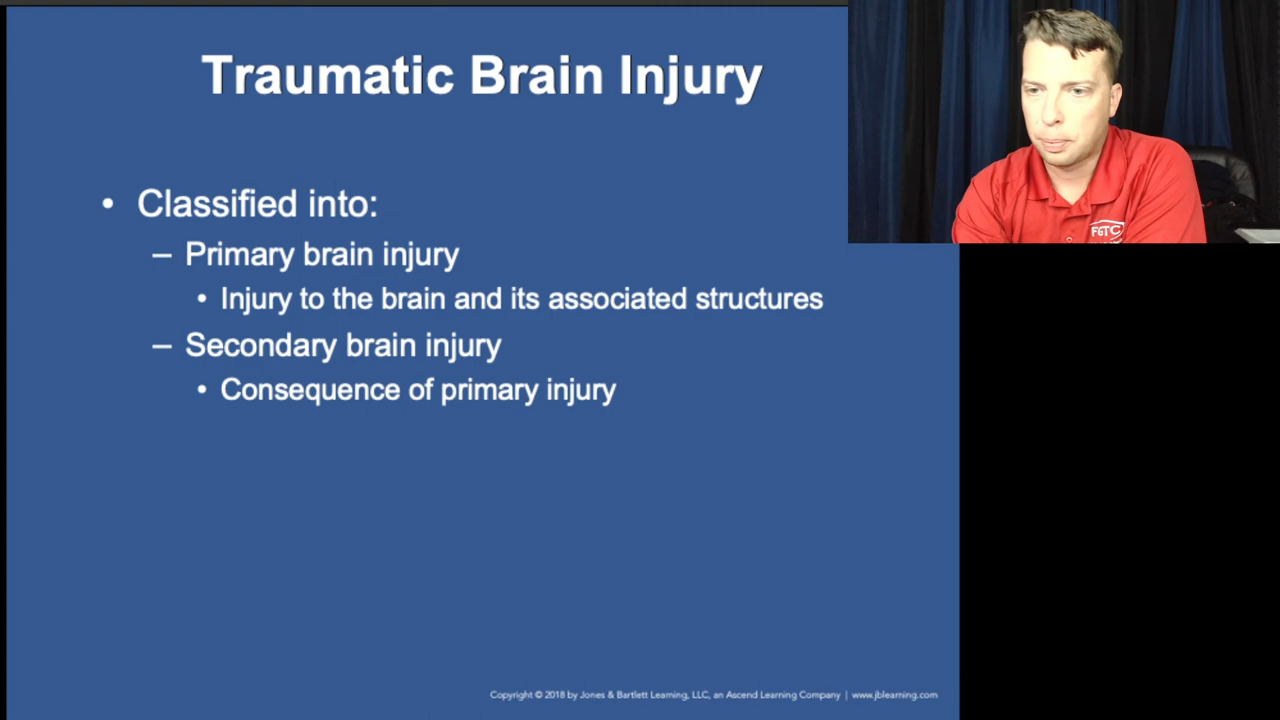 Traumatic Brain Injury
• Classified into:
– Primary brain injury
• Injury to the brain and its associated structures
– Secondary brain injury
• Consequence of primary injury
Copyright © 2018 by Jones & Bartlett Learning, LLC, an Ascend Learning Company | www.jblearning.com
FGTC